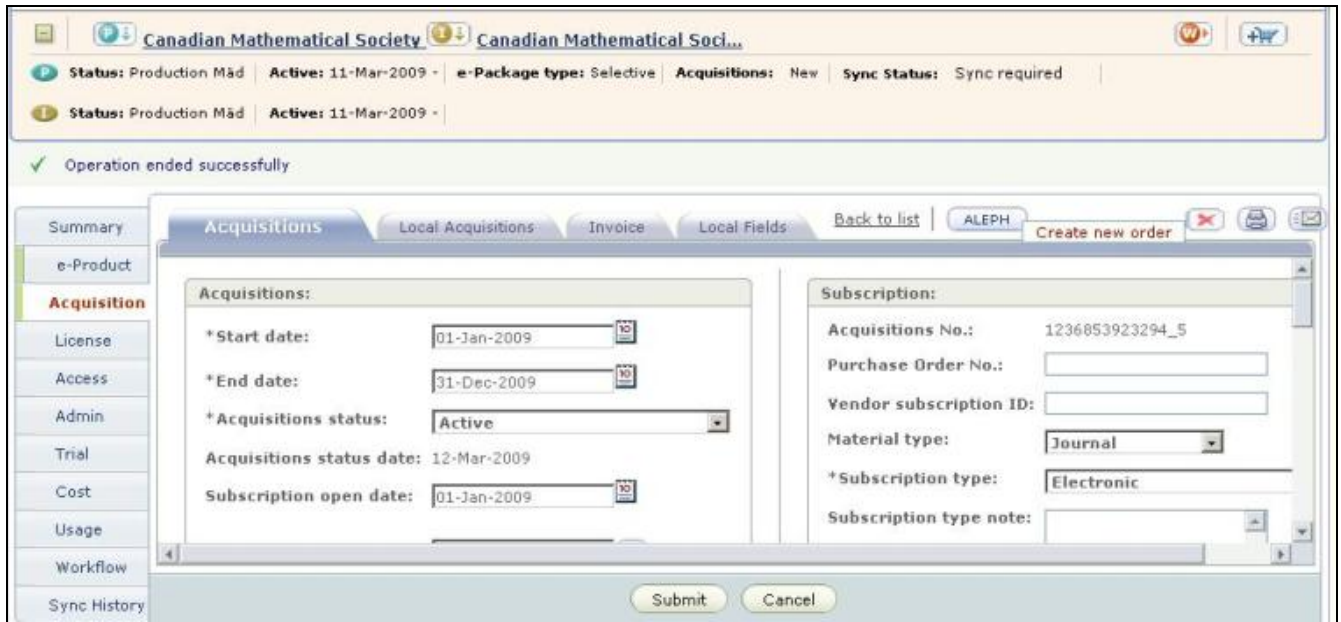 Canadian Mathematical Society Canadian Mathematical Soci...
Status: Production Mãd Active: 11-Mar-2009 - e-Package type: Selective Acquisitions: New Sync Status: Sync required
Status: Production Mãd Active: 11-Mar-2009 -
Operation ended successfully
Summary
e-Product
Acquisition
License
Access
Admin
Trial
Cost
Usage
Workflow
Sync History
Acquisitions Local Acquisitions Invoice Local Fields Back to list ALEPH
Create new order
Acquisitions:
*Start date: 01-Jan-2009
*End date: 31-Dec-2009
*Acquisitions status: Active
Acquisitions status date: 12-Mar-2009
Subscription open date: 01-Jan-2009
Subscription:
Acquisitions No.: 1236853923294_5
Purchase Order No.:
Vendor subscription ID:
Material type: Journal
*Subscription type: Electronic
Subscription type note:
Submit Cancel